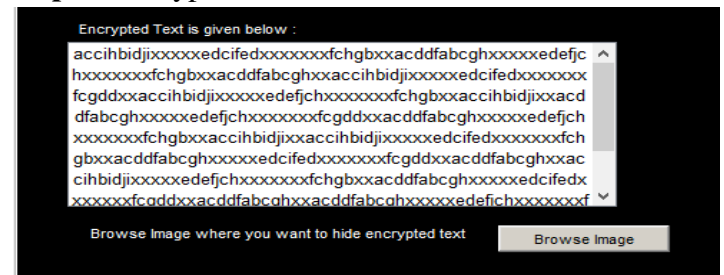 Encrypted Text is given below :
accihbidjixxxxxedcifedxxxxxxxfchgbxxacddfabcghxxxxxedefjc
hxxxxxxxfchgbxxacddfabcghxxaccihbidjixxxxxedcifedxxxxxxx
fcgddxxaccihbidjixxxxxedefjchxxxxxxxfchgbxxaccihbidjixxacd
dfabcghxxxxxedefjchxxxxxxxfcgddxxacddfabcghxxxxxedefjch
xxxxxxxfchgbxxaccihbidjixxaccihbidjixxxxxedcifedxxxxxxxfch
gbxxacddfabcghxxxxxedcifedxxxxxxxfcgddxxacddfabcghxxac
cihbidjixxxxxedefjchxxxxxxxfchgbxxacddfabcghxxxxxedcifedx
xxxxxxfcgddxxacddfabcghxxacddfabcghxxxxxedefjchxxxxxxxf
Browse Image where you want to hide encrypted text
Browse Image